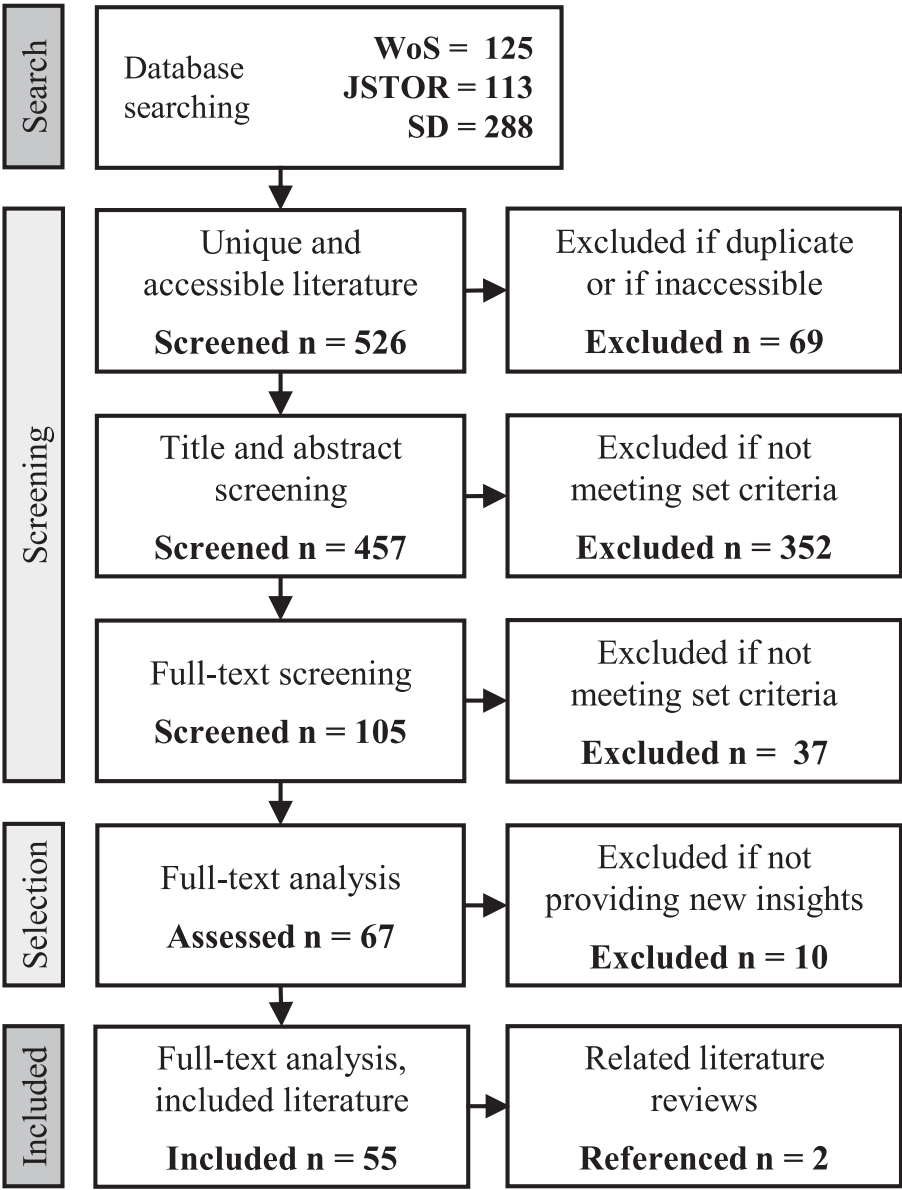 Search
Database
searching
WoS = 125
JSTOR = 113
SD = 288
Screening
Unique and
accessible literature
Screened n = 526
Excluded if duplicate
or if inaccessible
Excluded n = 69
Title and abstract
screening
Screened n = 457
Excluded if not
meeting set criteria
Excluded n = 352
Full-text screening
Screened n = 105
Excluded if not
meeting set criteria
Excluded n = 37
Selection
Full-text analysis
Assessed n = 67
Excluded if not
providing new insights
Excluded n = 10
Included
Full-text analysis,
included literature
Included n = 55
Related literature
reviews
Referenced n = 2